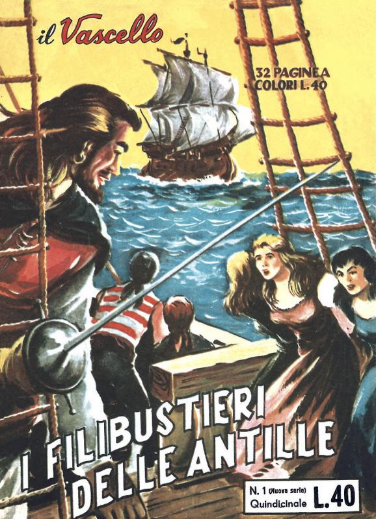 il Vascello
32 PAGINE A
COLORI L.40
I FILIBUSTIERI
DELLE ANTILLE
N. 1 (Nuova serie)
Quindicinale
L.40